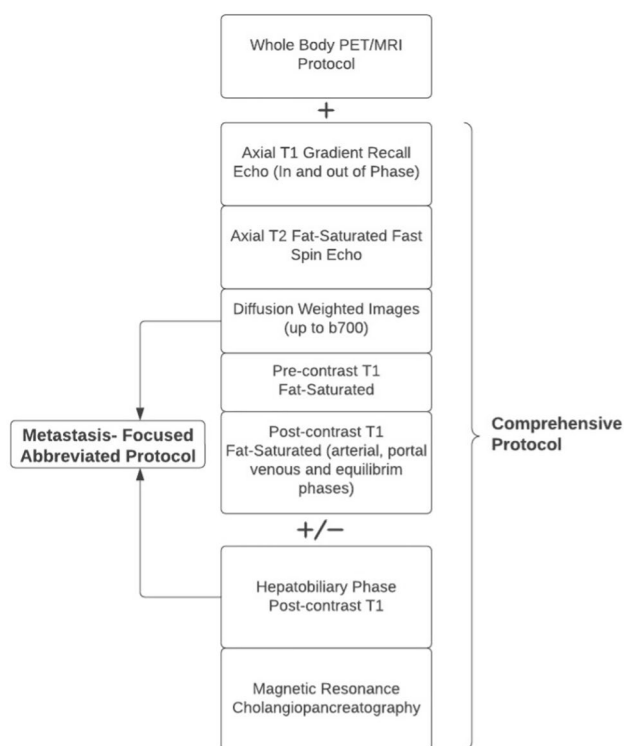 Whole Body PET/MRI
Protocol
+
Axial T1 Gradient Recall
Echo (In and out of Phase)
Axial T2 Fat-Saturated Fast
Spin Echo
Diffusion Weighted Images
(up to b700)
Pre-contrast T1
Fat-Saturated
Metastasis- Focused
Abbreviated Protocol
Post-contrast T1
Fat-Saturated (arterial, portal
venous and equilibrim
phases)
Comprehensive
Protocol
+/−
Hepatobiliary Phase
Post-contrast T1
Magnetic Resonance
Cholangiopancreatography